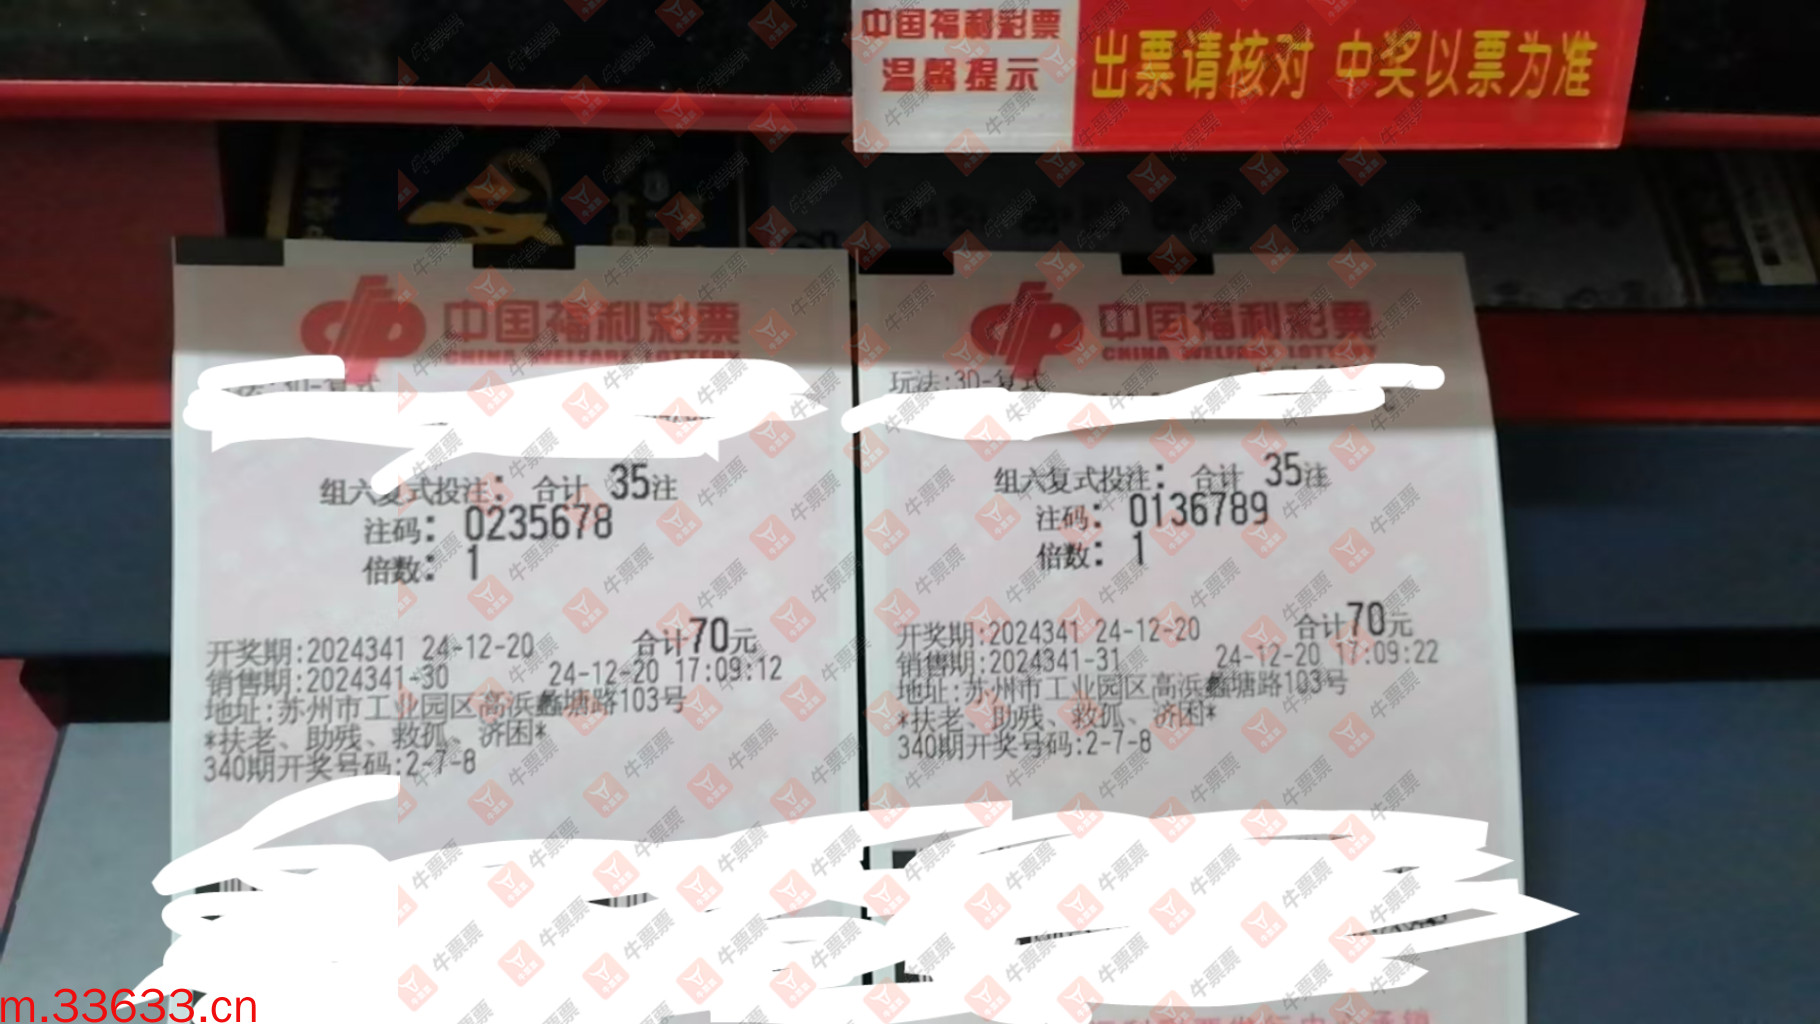 中国福利彩票
温馨提示
出票请核对 中奖以票为准
中国福利彩票
CHINA WELFARE LOTTERY
3D-复式
组六复式投注: 合计 35注
注码: 0235678
倍数: 1
合计70元
开奖期:2024341 24-12-20
销售期:2024341-30 24-12-20 17:09:12
地址:苏州市工业园区高浜蠡塘路103号
*扶老、助残、救孤、济困*
340期开奖号码:2-7-8
中国福利彩票
CHINA WELFARE LOTTERY
玩法:3D-复式
组六复式投注: 合计 35注
注码: 0136789
倍数: 1
合计70元
开奖期:2024341 24-12-20
销售期:2024341-31 24-12-20 17:09:22
地址:苏州市工业园区高浜蠡塘路103号
*扶老、助残、救孤、济困*
340期开奖号码:2-7-8
牛票票
m.33633.cn